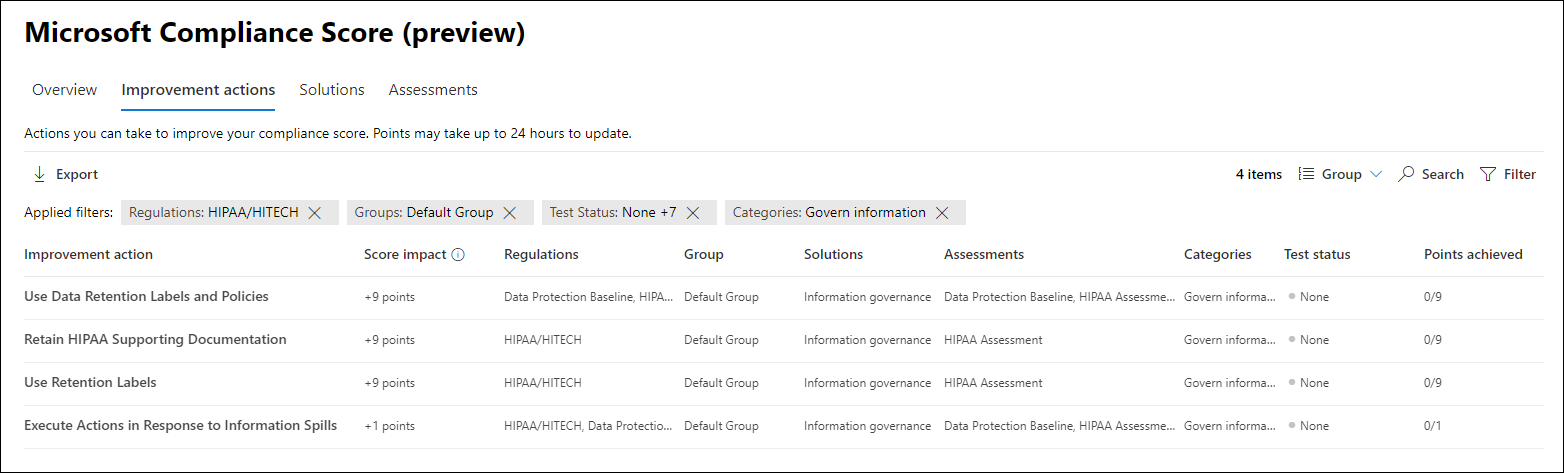 Microsoft Compliance Score (preview)
Overview Improvement actions Solutions Assessments
Actions you can take to improve your compliance score. Points may take up to 24 hours to update.
Export 4 items Group Search Filter
Applied filters: Regulations: HIPAA/HITECH Groups: Default Group Test Status: None +7 Categories: Govern information
Improvement action Score impact Regulations Group Solutions Assessments Categories Test status Points achieved
Use Data Retention Labels and Policies +9 points Data Protection Baseline, HIPA... Default Group Information governance Data Protection Baseline, HIPAA Assessme... Govern informa... None 0/9
Retain HIPAA Supporting Documentation +9 points HIPAA/HITECH Default Group Information governance HIPAA Assessment Govern informa... None 0/9
Use Retention Labels +9 points HIPAA/HITECH Default Group Information governance HIPAA Assessment Govern informa... None 0/9
Execute Actions in Response to Information Spills +1 points HIPAA/HITECH, Data Protectio... Default Group Information governance Data Protection Baseline, HIPAA Assessme... Govern informa... None 0/1